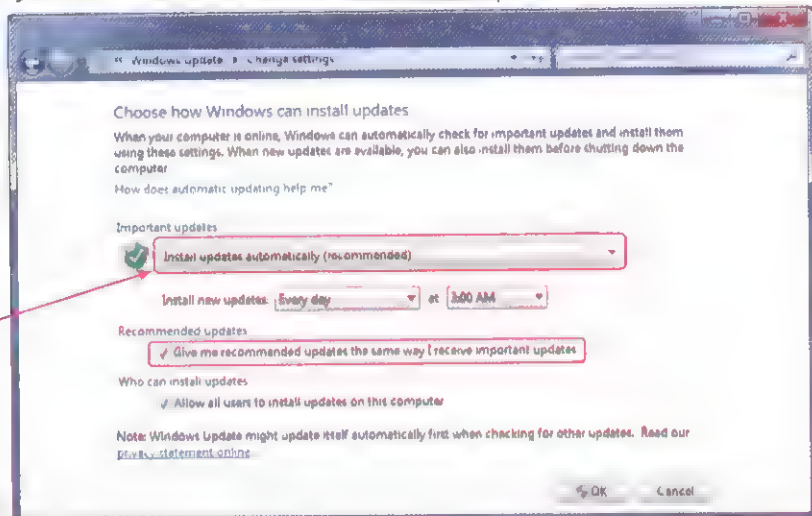 « Windows Update ▸ Change settings
Choose how Windows can install updates
When your computer is online, Windows can automatically check for important updates and install them
using these settings. When new updates are available, you can also install them before shutting down the
computer
How does automatic updating help me?
Important updates
Install updates automatically (recommended)
Install new updates: Every day at 3:00 AM
Recommended updates
Give me recommended updates the same way I receive important updates
Who can install updates
Allow all users to install updates on this computer
Note: Windows Update might update itself automatically first when checking for other updates. Read our
privacy statement online
OK Cancel